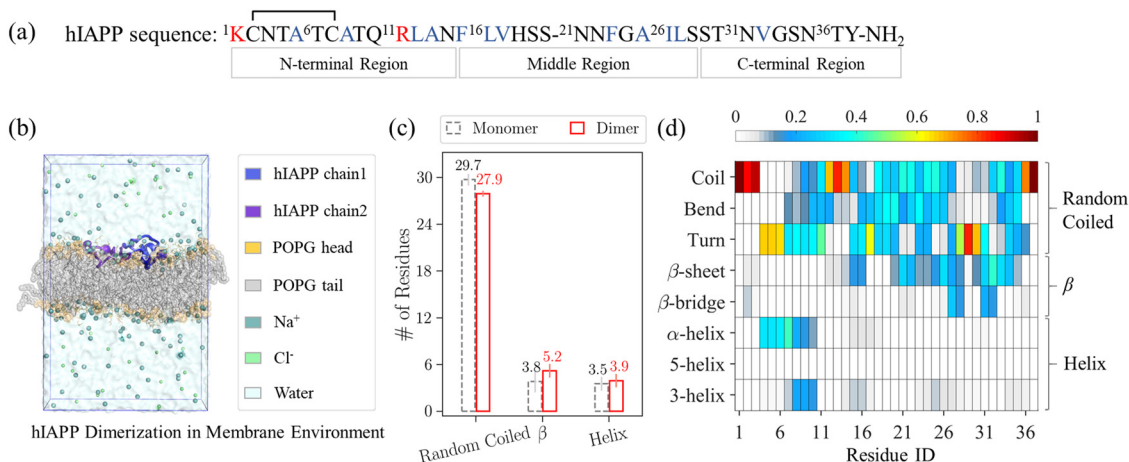 (a) hIAPP sequence: ¹KCNTA⁶TCATQ¹¹RLANF¹⁶LVHSS-²¹NNFGA²⁶ILSST³¹NVGSN³⁶TY-NH₂
N-terminal Region Middle Region C-terminal Region
(b)
hIAPP chain1
hIAPP chain2
POPG head
POPG tail
Na⁺
Cl⁻
Water
hIAPP Dimerization in Membrane Environment
(c)
Monomer Dimer
# of Residues
30
24
18
12
6
0
29.7 27.9
3.8 5.2
3.5 3.9
Random Coiled β Helix
(d)
0 0.2 0.4 0.6 0.8 1
Coil
Bend
Turn
β-sheet
β-bridge
α-helix
5-helix
3-helix
Random
Coiled
β
Helix
1 6 11 16 21 26 31 36
Residue ID